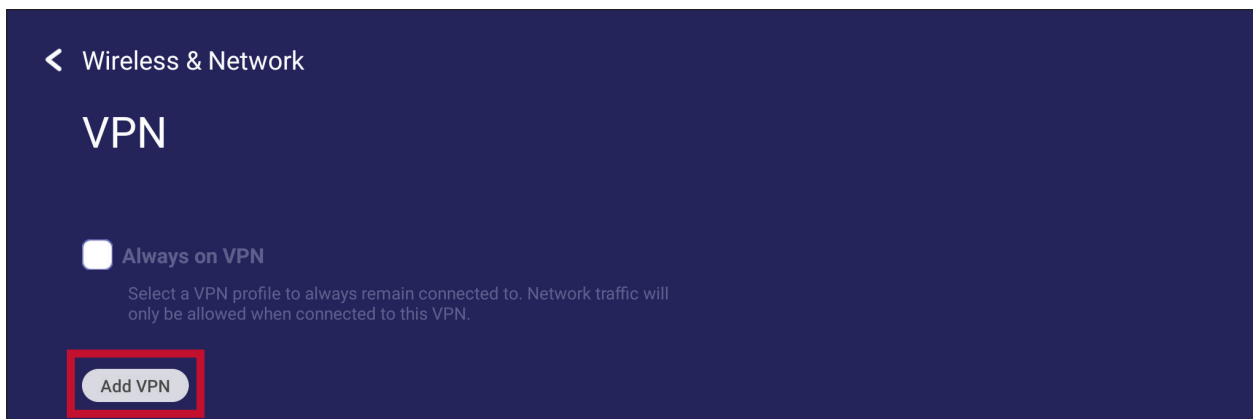 Wireless & Network
VPN
Always on VPN
Select a VPN profile to always remain connected to. Network traffic will
only be allowed when connected to this VPN.
Add VPN